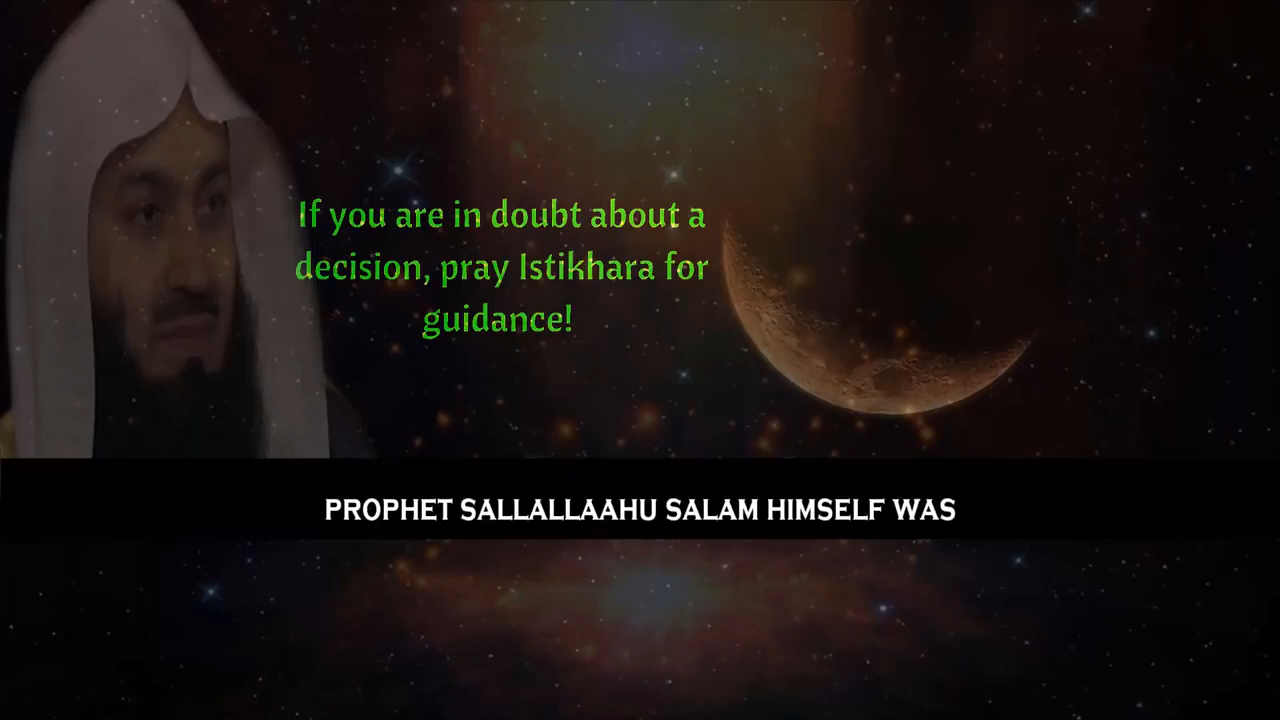 If you are in doubt about a
decision, pray Istikhara for
guidance!
PROPHET SALLALLAAHU SALAM HIMSELF WAS